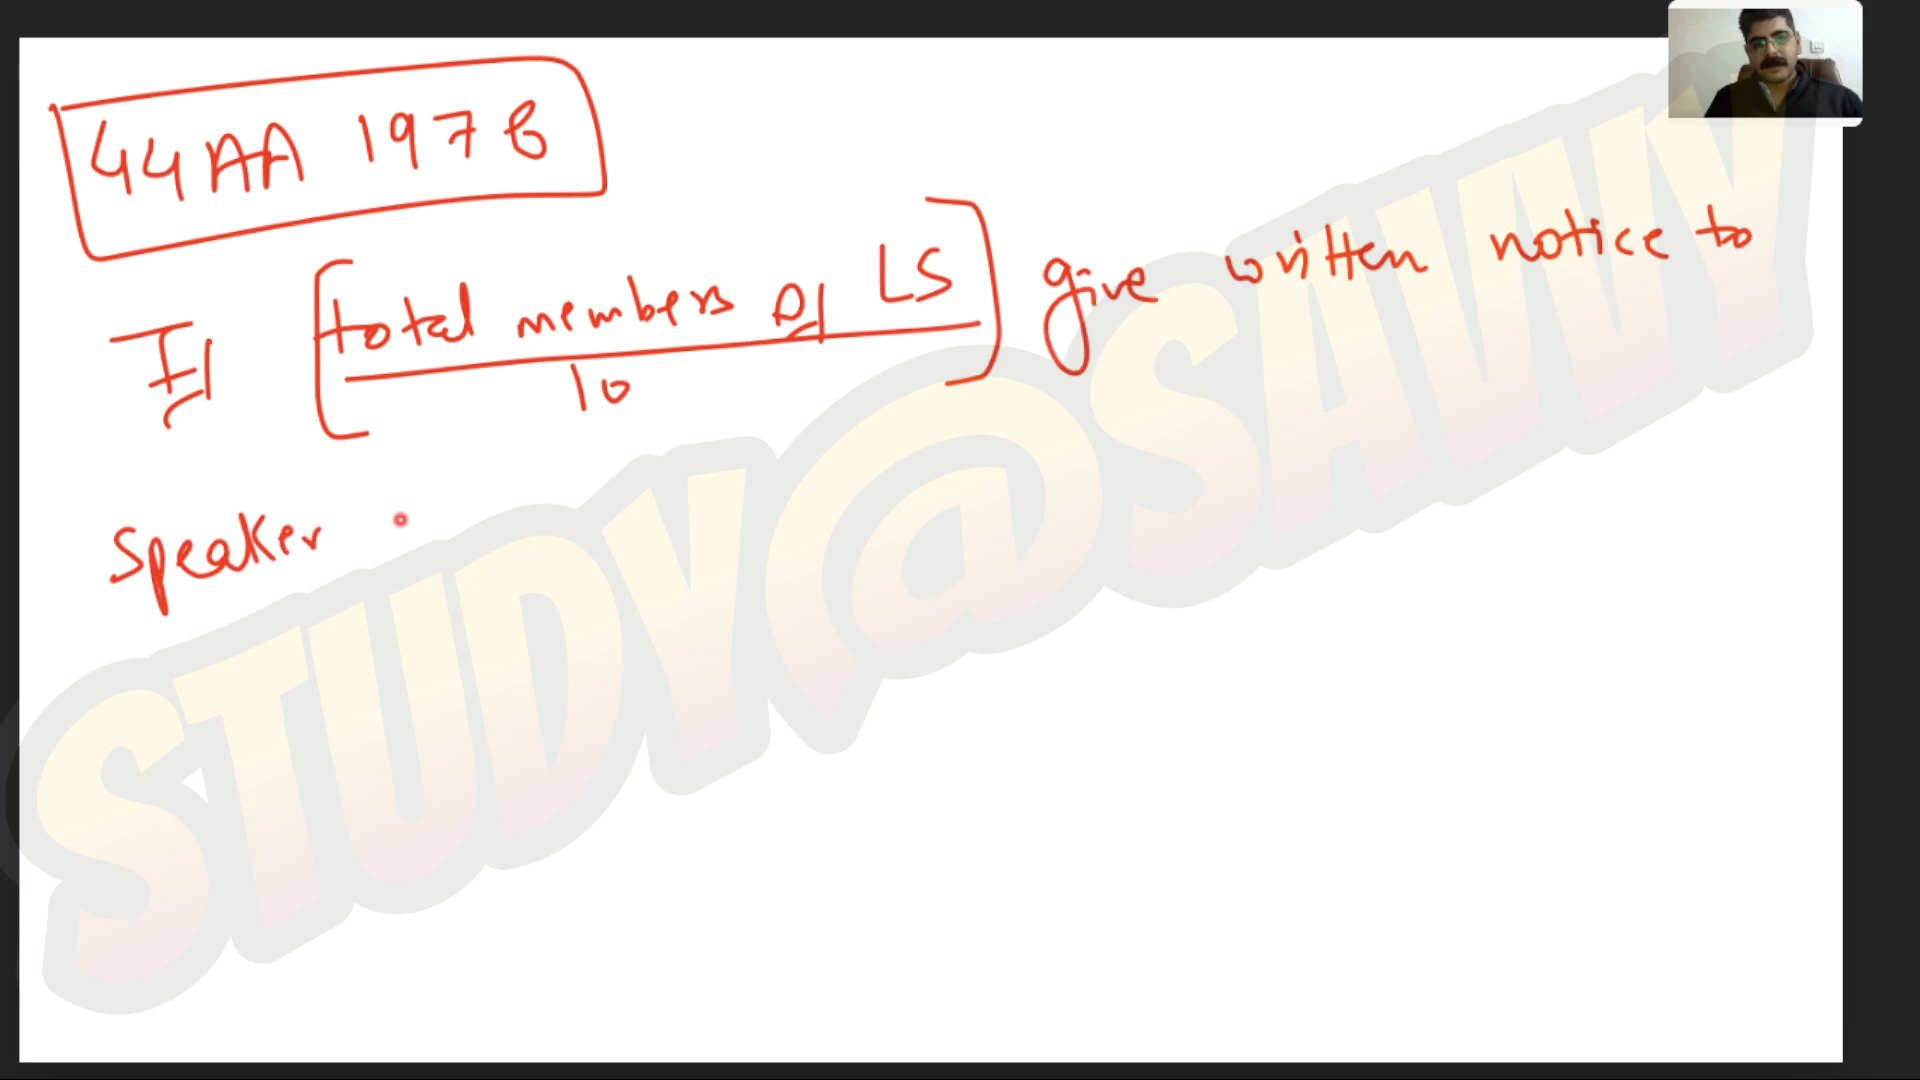 44AA 1978
If [total members of LS / 10] give written notice to
Speaker
STUDY@SAVVY